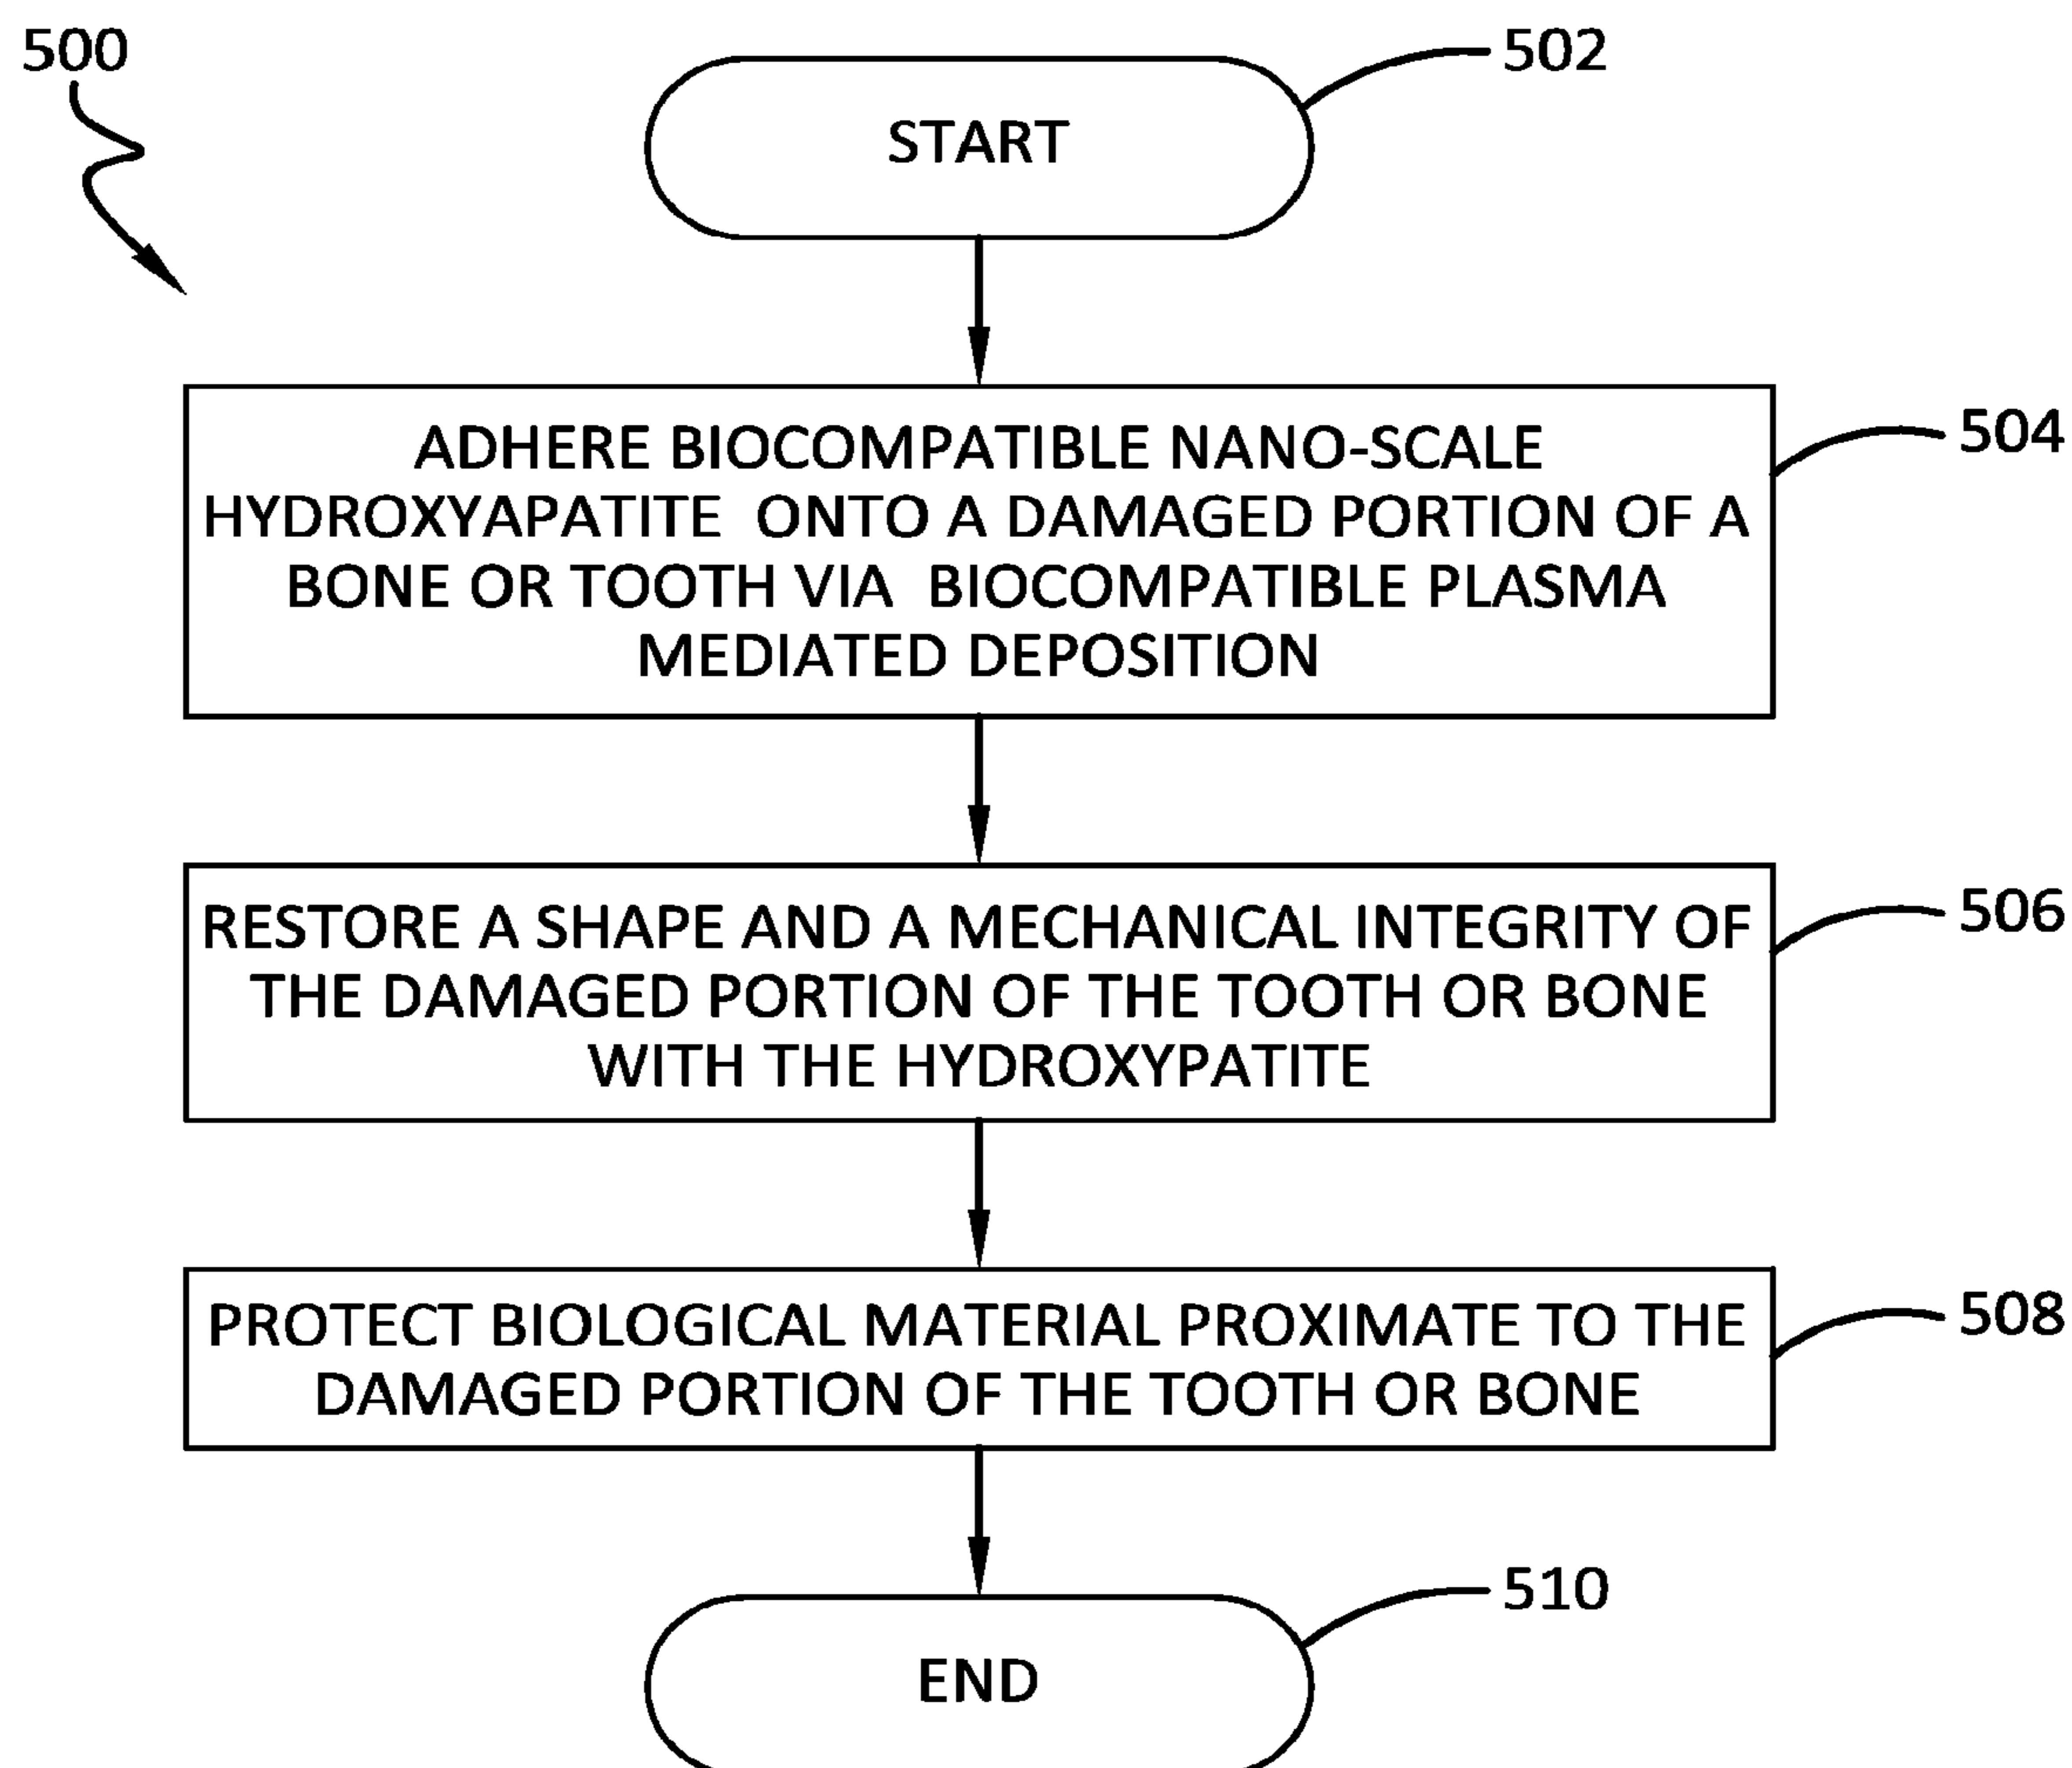 500
START
502
ADHERE BIOCOMPATIBLE NANO-SCALE
HYDROXYAPATITE ONTO A DAMAGED PORTION OF A
BONE OR TOOTH VIA BIOCOMPATIBLE PLASMA
MEDIATED DEPOSITION
504
RESTORE A SHAPE AND A MECHANICAL INTEGRITY OF
THE DAMAGED PORTION OF THE TOOTH OR BONE
WITH THE HYDROXYPATITE
506
PROTECT BIOLOGICAL MATERIAL PROXIMATE TO THE
DAMAGED PORTION OF THE TOOTH OR BONE
508
END
510